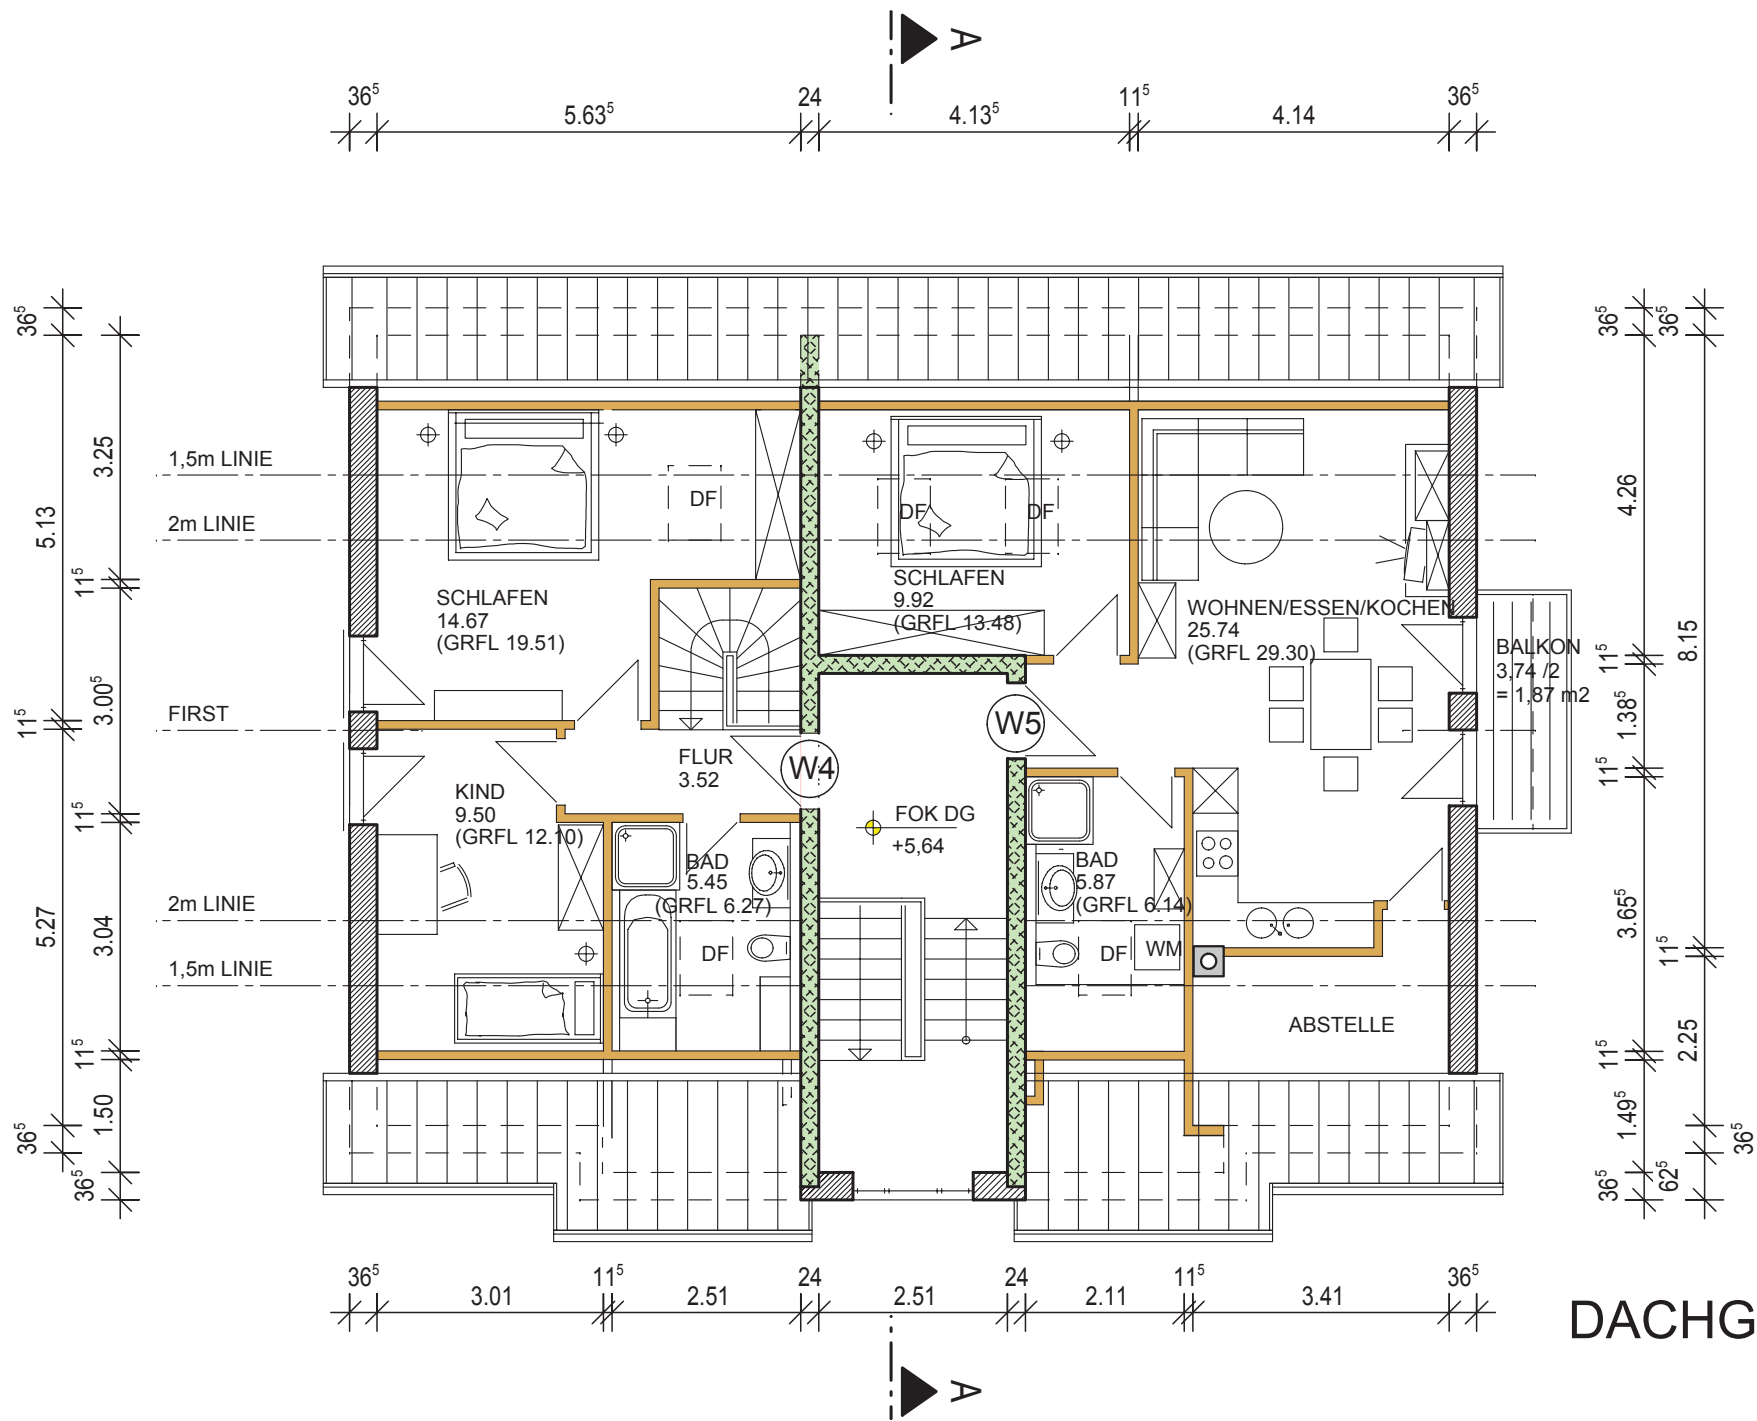 A
36⁵ 5.63⁵ 24 4.13⁵ 11⁵ 4.14 36⁵
36⁵ 5.13 11⁵ 5.27 36⁵
3.25 11⁵ 3.00⁵ 11⁵ 3.04 11⁵ 1.50 36⁵
1,5m LINIE
2m LINIE
FIRST
2m LINIE
1,5m LINIE
DF
SCHLAFEN
14.67
(GRFL 19.51)
DF DF
SCHLAFEN
9.92
(GRFL 13.48)
WOHNEN/ESSEN/KOCHEN
25.74
(GRFL 29.30)
BALKON
3,74 /2
= 1,87 m2
W5
W4
FLUR
3.52
KIND
9.50
(GRFL 12.10)
FOK DG
+5,64
BAD
5.45
(GRFL 6.27)
DF
BAD
5.87
(GRFL 6.14)
DF
WM
ABSTELLE
36⁵ 4.26 11⁵ 1.38⁵ 11⁵ 3.65⁵ 11⁵ 1.49⁵ 36⁵
36⁵ 8.15 11⁵ 2.25 36⁵ 62⁵
36⁵ 3.01 11⁵ 2.51 24 2.51 24 2.11 11⁵ 3.41 36⁵
DACHG
A